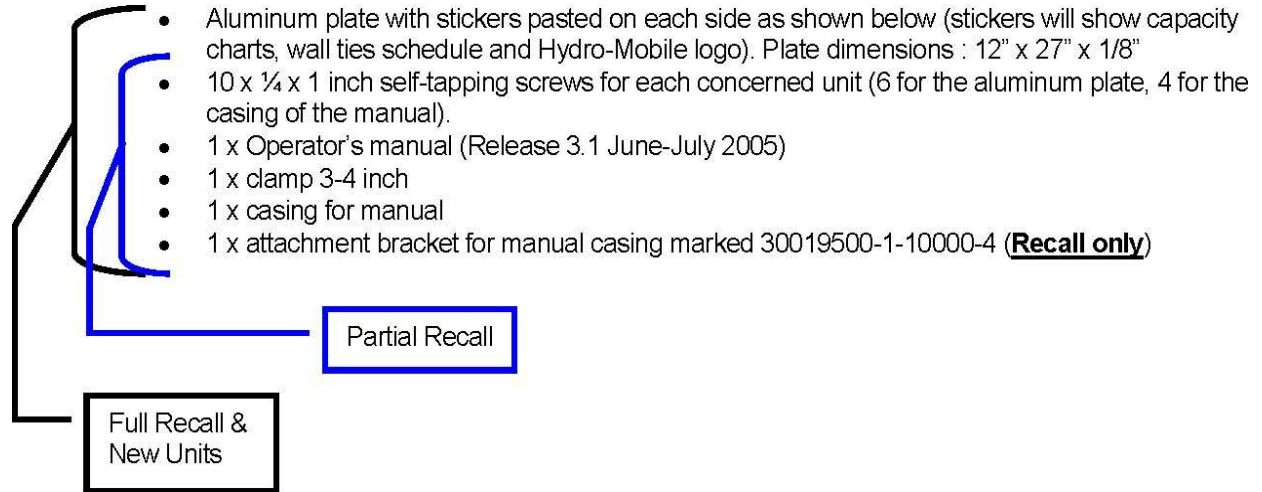 • Aluminum plate with stickers pasted on each side as shown below (stickers will show capacity
charts, wall ties schedule and Hydro-Mobile logo). Plate dimensions : 12” x 27” x 1/8”
• 10 x ¼ x 1 inch self-tapping screws for each concerned unit (6 for the aluminum plate, 4 for the
casing of the manual).
• 1 x Operator’s manual (Release 3.1 June-July 2005)
• 1 x clamp 3-4 inch
• 1 x casing for manual
• 1 x attachment bracket for manual casing marked 30019500-1-10000-4 (Recall only)
Partial Recall
Full Recall &
New Units